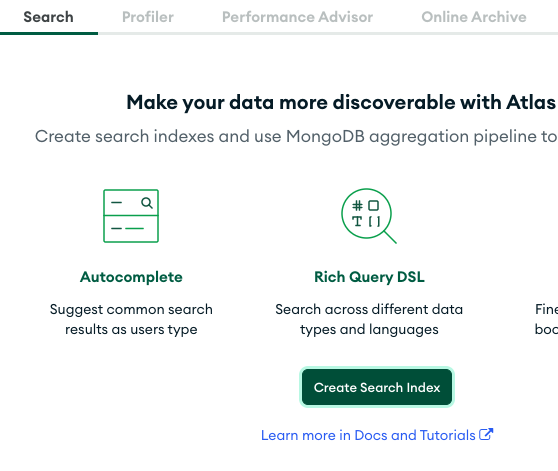 Search Profiler Performance Advisor Online Archive
Make your data more discoverable with Atlas
Create search indexes and use MongoDB aggregation pipeline to
Autocomplete Rich Query DSL
Suggest common search Search across different data Fine
results as users type types and languages boo
Create Search Index
Learn more in Docs and Tutorials